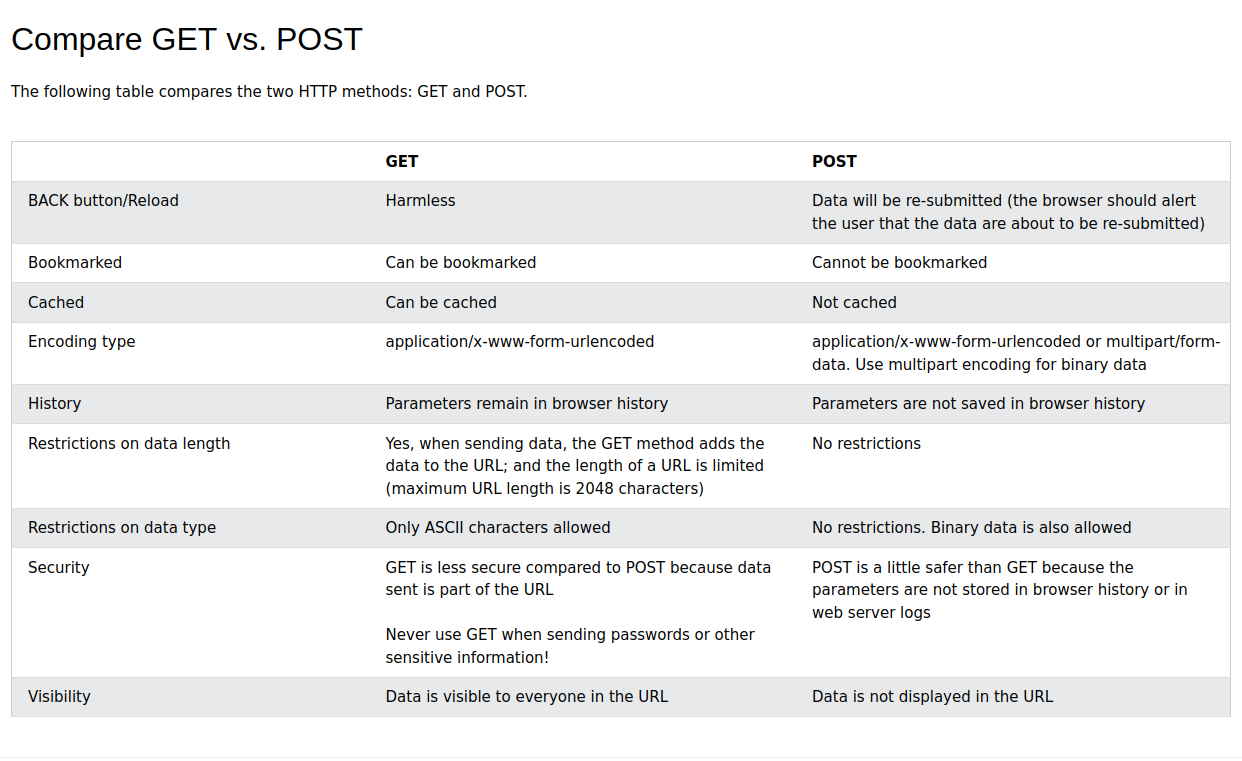 Compare GET vs. POST
The following table compares the two HTTP methods: GET and POST.
GET POST
BACK button/Reload Harmless Data will be re-submitted (the browser should alert
the user that the data are about to be re-submitted)
Bookmarked Can be bookmarked Cannot be bookmarked
Cached Can be cached Not cached
Encoding type application/x-www-form-urlencoded application/x-www-form-urlencoded or multipart/form-
data. Use multipart encoding for binary data
History Parameters remain in browser history Parameters are not saved in browser history
Restrictions on data length Yes, when sending data, the GET method adds the No restrictions
data to the URL; and the length of a URL is limited
(maximum URL length is 2048 characters)
Restrictions on data type Only ASCII characters allowed No restrictions. Binary data is also allowed
Security GET is less secure compared to POST because data POST is a little safer than GET because the
sent is part of the URL parameters are not stored in browser history or in
web server logs
Never use GET when sending passwords or other
sensitive information!
Visibility Data is visible to everyone in the URL Data is not displayed in the URL